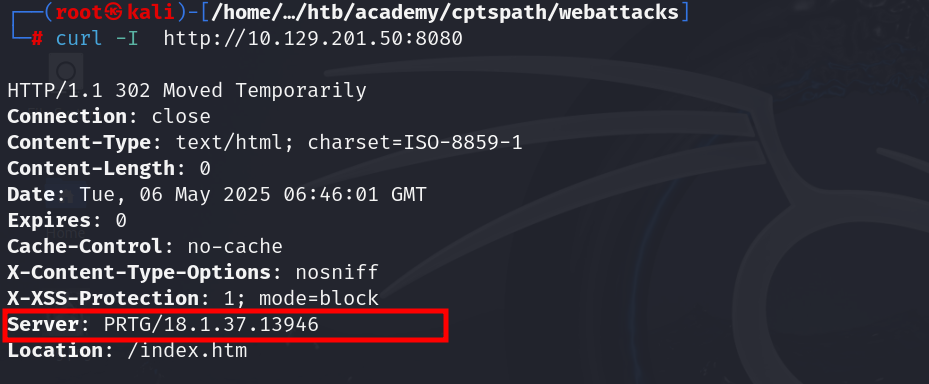 ┌──(root㉿kali)-[/home/…/htb/academy/cptspath/webattacks]
└─# curl -I  http://10.129.201.50:8080
HTTP/1.1 302 Moved Temporarily
Connection: close
Content-Type: text/html; charset=ISO-8859-1
Content-Length: 0
Date: Tue, 06 May 2025 06:46:01 GMT
Expires: 0
Cache-Control: no-cache
X-Content-Type-Options: nosniff
X-XSS-Protection: 1; mode=block
Server: PRTG/18.1.37.13946
Location: /index.htm